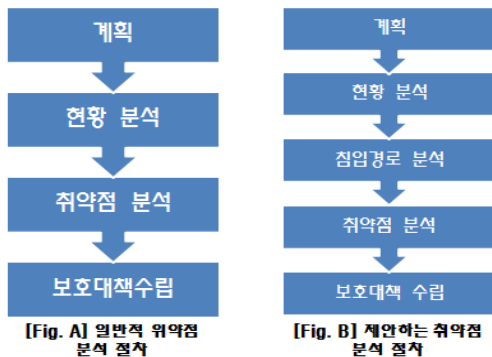 계획
현황 분석
취약점 분석
보호대책수립
[Fig. A] 일반적 위약점
분석 절차
계획
현황 분석
침입경로 분석
취약점 분석
보호대책 수립
[Fig. B] 제안하는 취약점
분석 절차